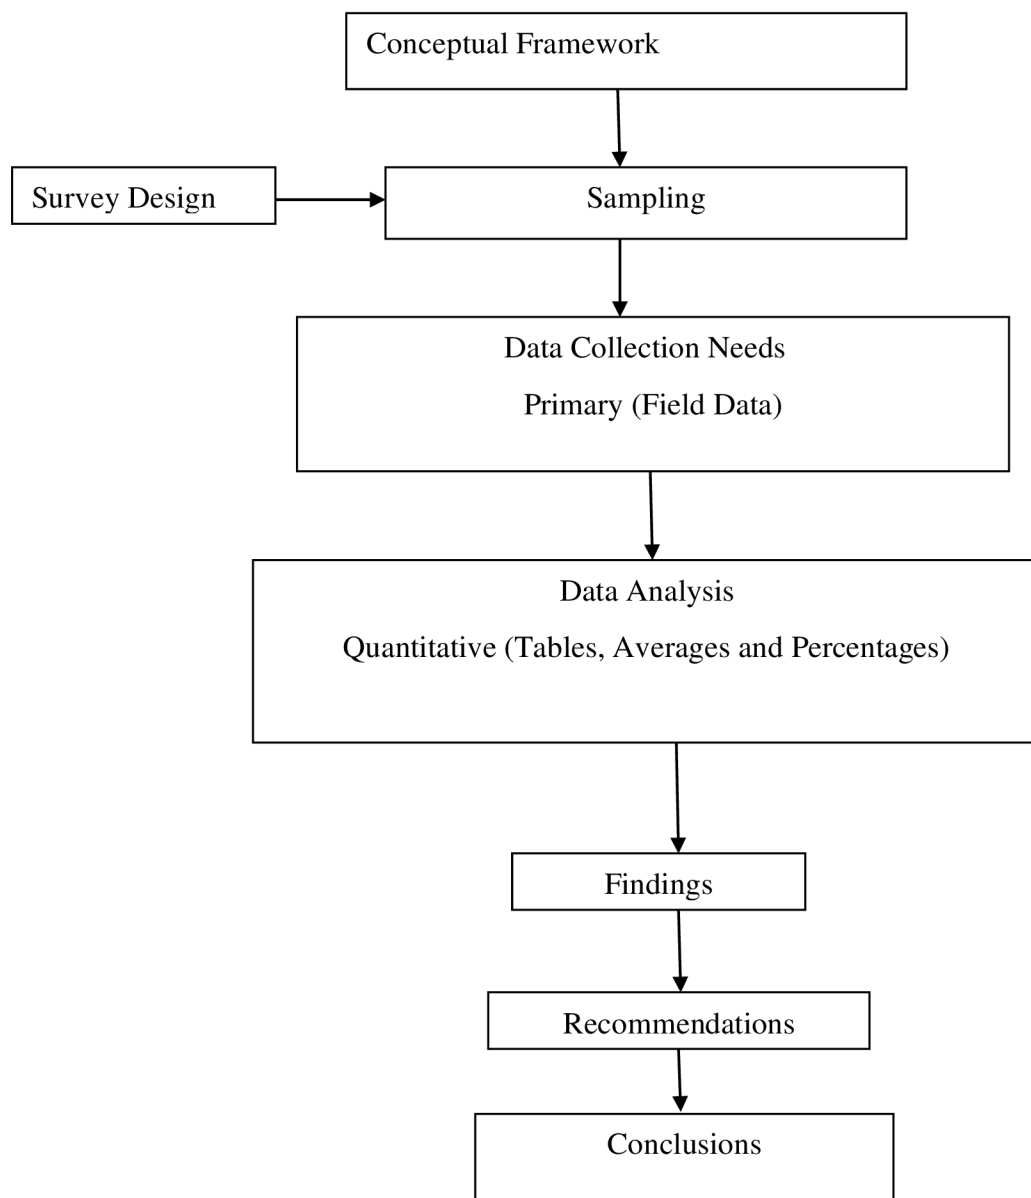 Conceptual Framework
Survey Design
Sampling
Data Collection Needs
Primary (Field Data)
Data Analysis
Quantitative (Tables, Averages and Percentages)
Findings
Recommendations
Conclusions